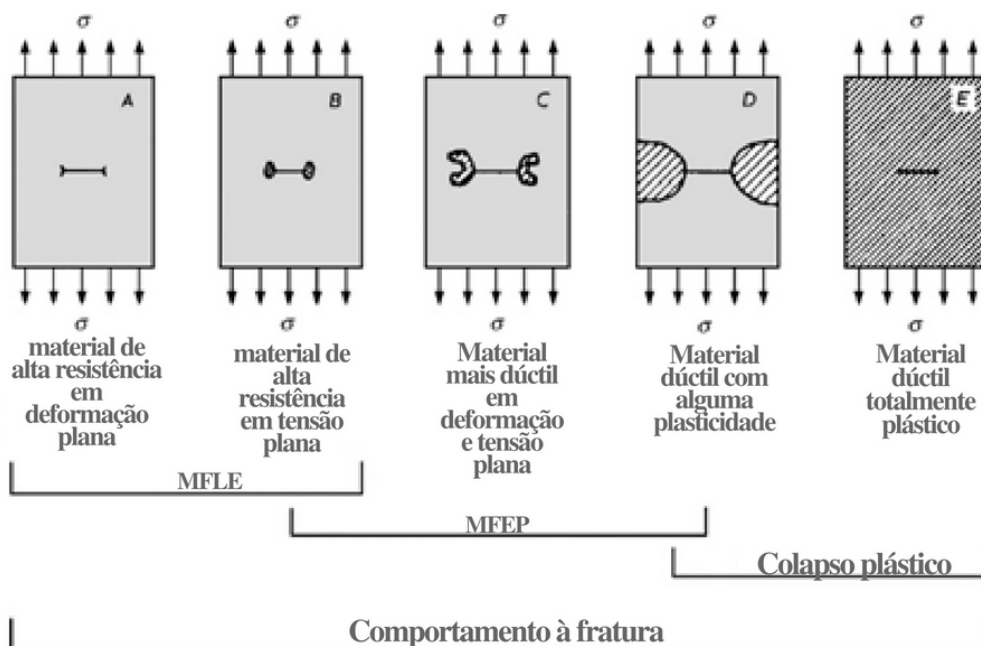 σ σ σ σ σ
A B C D E
σ σ σ σ σ
material de
alta resistência
em
deformação
plana
material de
alta
resistência
em tensão
plana
Material
mais dúctil
em
deformação
e tensão
plana
Material
dúctil com
alguma
plasticidade
Material
dúctil
totalmente
plástico
MFLE
MFEP
Colapso plástico
Comportamento à fratura